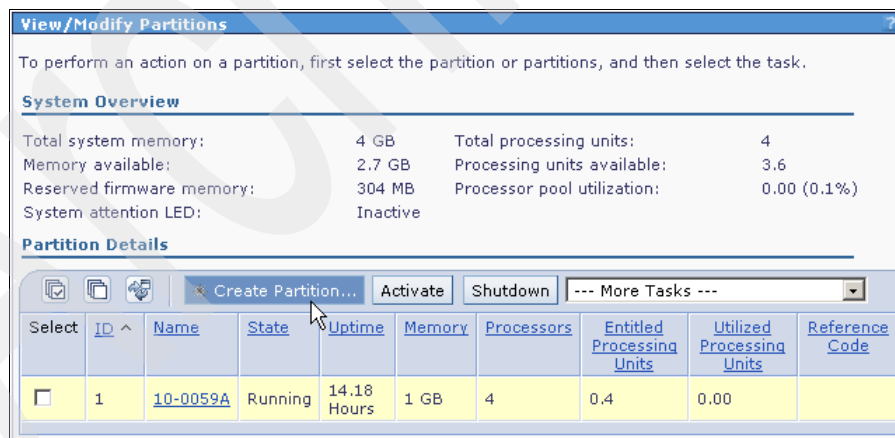 View/Modify Partitions ?
To perform an action on a partition, first select the partition or partitions, and then select the task.
System Overview
Total system memory: 4 GB Total processing units: 4
Memory available: 2.7 GB Processing units available: 3.6
Reserved firmware memory: 304 MB Processor pool utilization: 0.00 (0.1%)
System attention LED: Inactive
Partition Details
Create Partition... Activate Shutdown --- More Tasks ---
Select ID ^ Name State Uptime Memory Processors Entitled Processing Units Utilized Processing Units Reference Code
1 10-0059A Running 14.18 Hours 1 GB 4 0.4 0.00